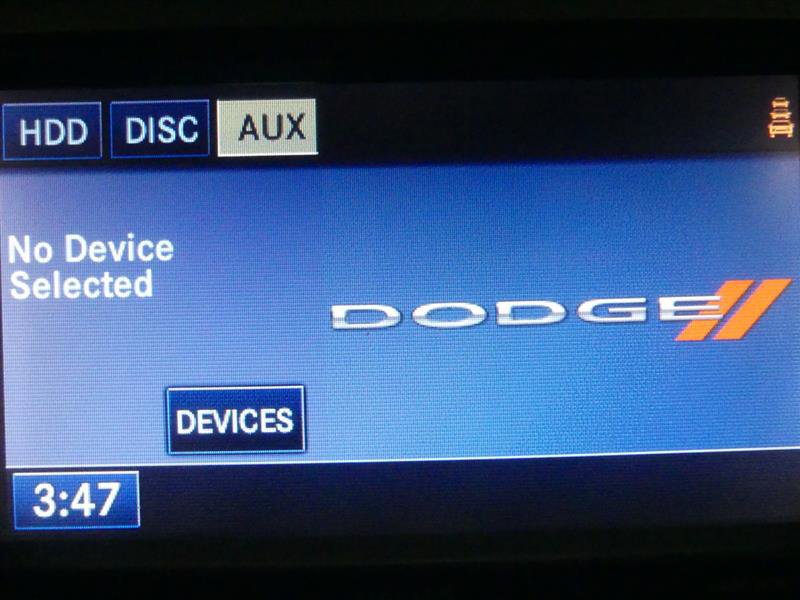 HDD DISC AUX
No Device
Selected
DODGE
DEVICES
3:47